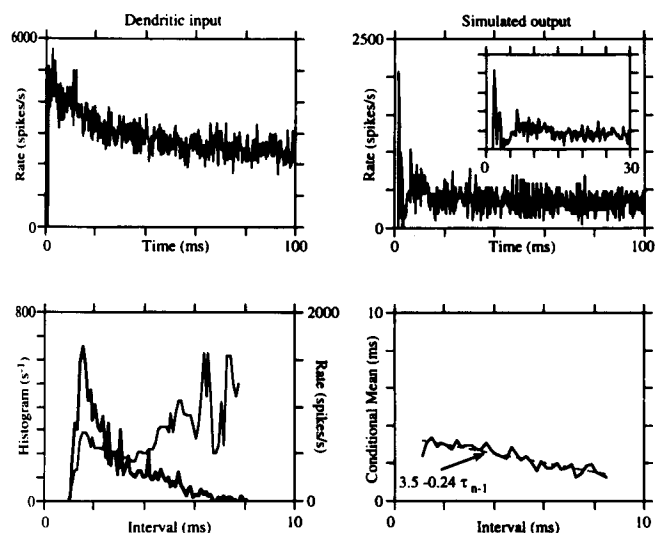 Dendritic input
Simulated output
6000
Rate (spikes/s)
0
0
Time (ms)
100
2500
Rate (spikes/s)
0
0
Time (ms)
100
0
30
800
Histogram (s⁻¹)
0
0
Interval (ms)
10
2000
Rate (spikes/s)
0
10
Conditional Mean (ms)
0
0
Interval (ms)
10
3.5 -0.24 τ n-1